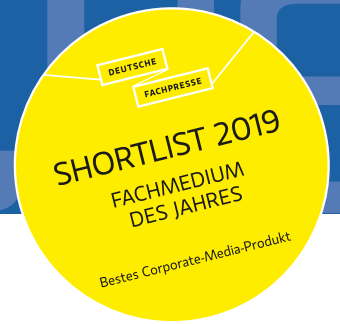 DEUTSCHE
FACHPRESSE
SHORTLIST 2019
FACHMEDIUM
DES JAHRES
Bestes Corporate-Media-Produkt